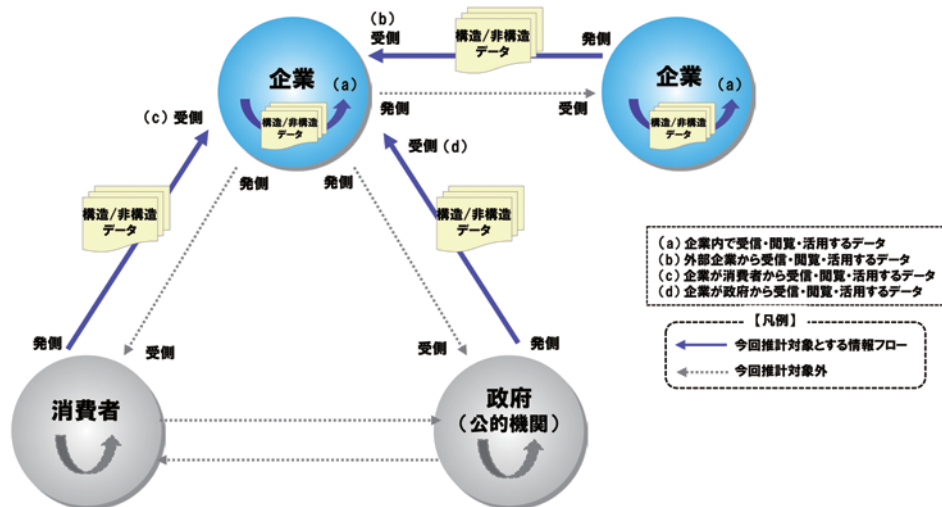 (b)
受側
構造/非構造
データ
発側
企業
(a)
構造/非構造
データ
発側
受側
企業
(a)
構造/非構造
データ
(c) 受側
受側 (d)
発側
発側
構造/非構造
データ
構造/非構造
データ
(a) 企業内で受信・閲覧・活用するデータ
(b) 外部企業から受信・閲覧・活用するデータ
(c) 企業が消費者から受信・閲覧・活用するデータ
(d) 企業が政府から受信・閲覧・活用するデータ
【凡例】
今回推計対象とする情報フロー
今回推計対象外
発側
受側
受側
発側
消費者
政府
(公的機関)